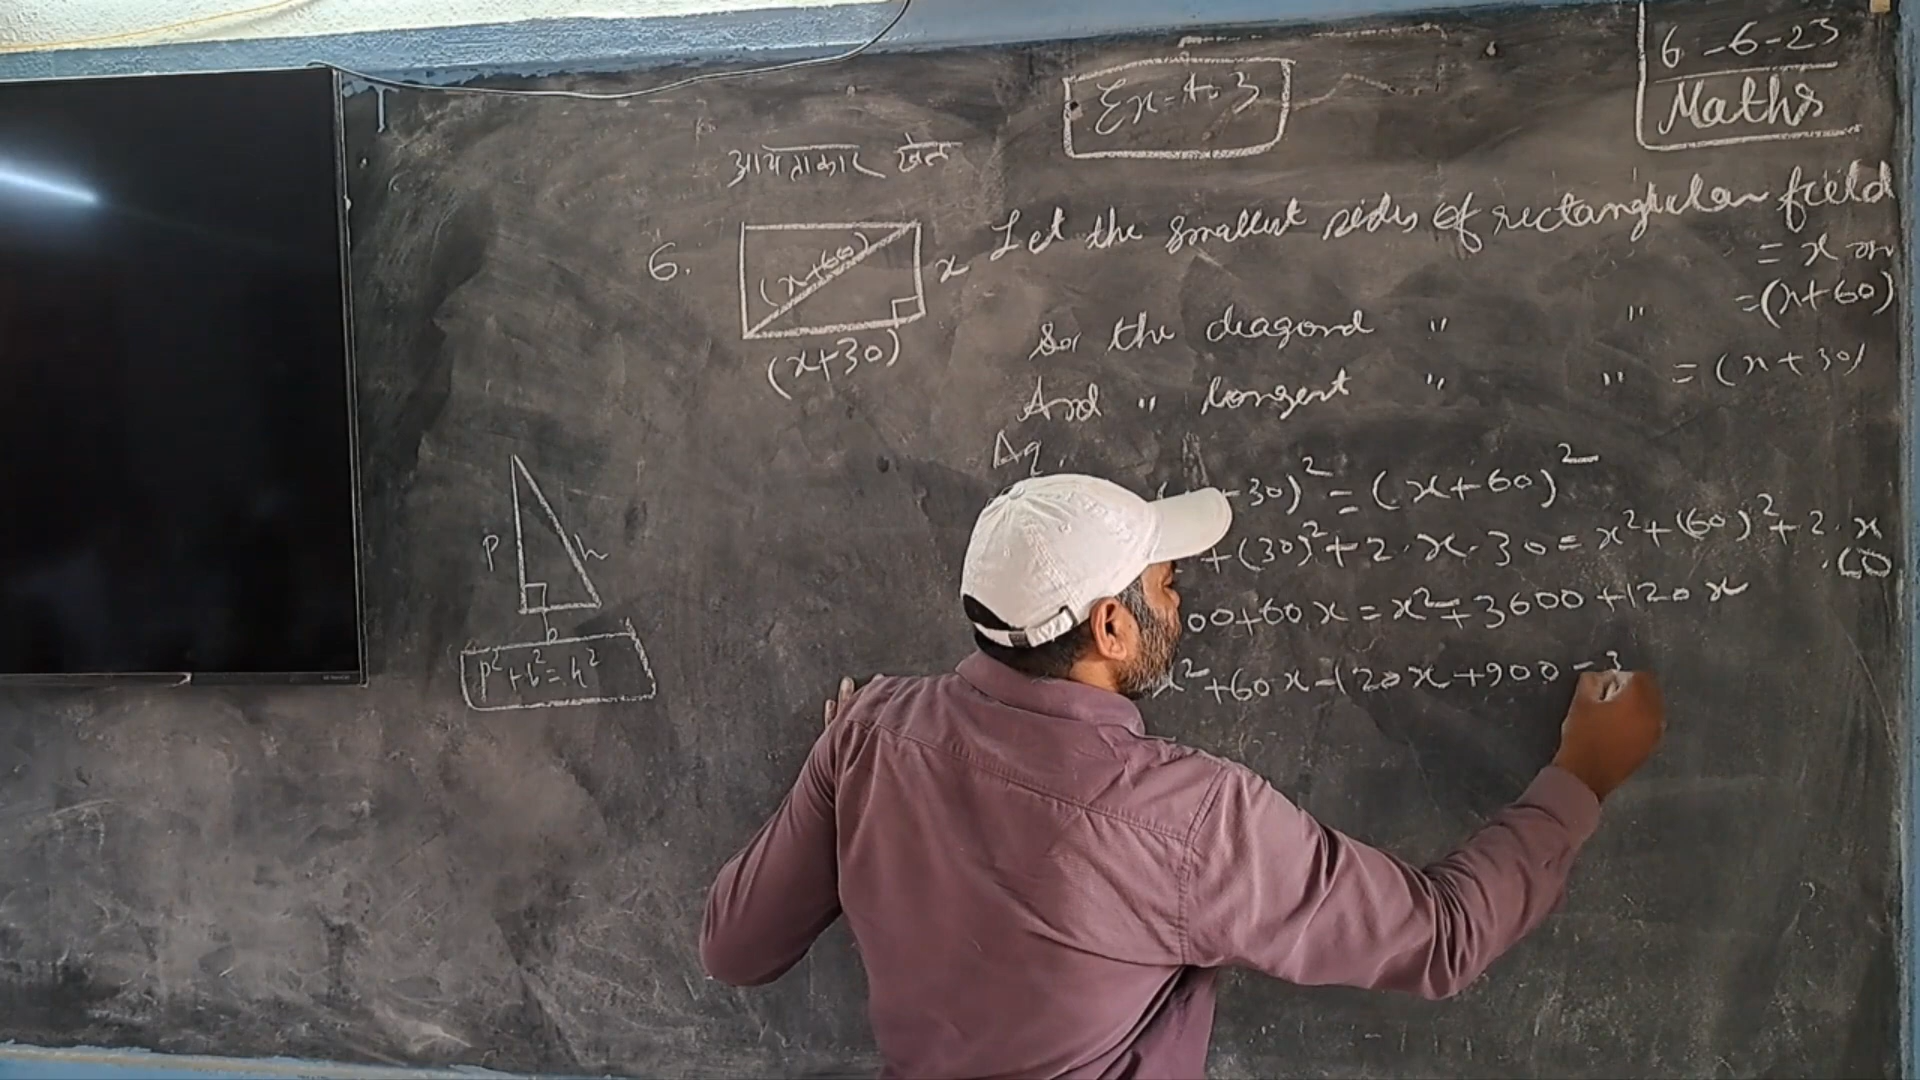 6-6-23
Maths
Ex = 4.3
आयताकार खेत
6.
(x+60)
x
(x+30)
Let the smallest sides of rectangular field
= x m
So, the diagonal " " =(x+60)
And " longest " " = (x+30)
Aq.
+30)² = (x+60)²
+(30)²+2.x.30 = x²+(60)²+2.x
.60
00+60x = x²+3600+120x
x²+60x-120x+900-3
P
h
b
p²+b²=h²